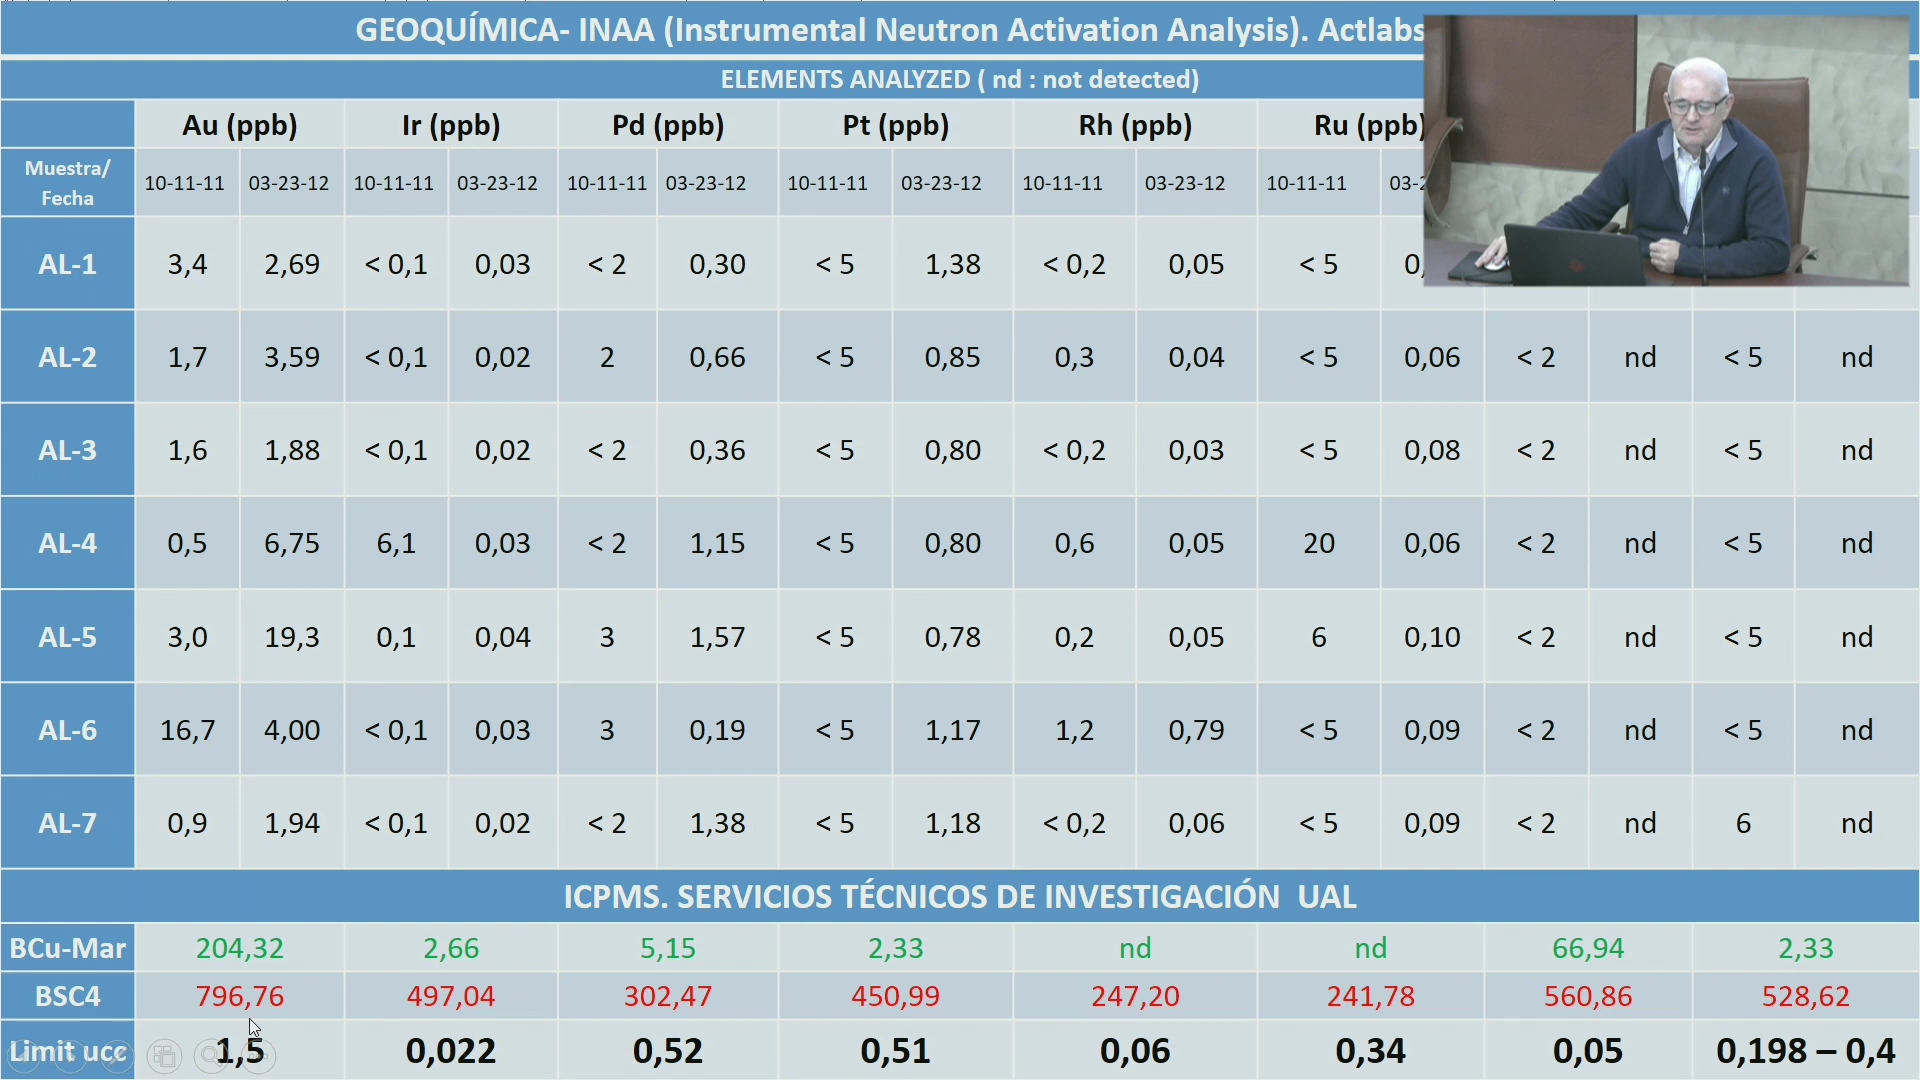 GEOQUÍMICA- INAA (Instrumental Neutron Activation Analysis). Actlabs
ELEMENTS ANALYZED ( nd : not detected)
Au (ppb) Ir (ppb) Pd (ppb) Pt (ppb) Rh (ppb) Ru (ppb)
Muestra/
Fecha
10-11-11 03-23-12 10-11-11 03-23-12 10-11-11 03-23-12 10-11-11 03-23-12 10-11-11 03-23-12 10-11-11
AL-1 3,4 2,69 < 0,1 0,03 < 2 0,30 < 5 1,38 < 0,2 0,05 < 5
AL-2 1,7 3,59 < 0,1 0,02 2 0,66 < 5 0,85 0,3 0,04 < 5 0,06 < 2 nd < 5 nd
AL-3 1,6 1,88 < 0,1 0,02 < 2 0,36 < 5 0,80 < 0,2 0,03 < 5 0,08 < 2 nd < 5 nd
AL-4 0,5 6,75 6,1 0,03 < 2 1,15 < 5 0,80 0,6 0,05 20 0,06 < 2 nd < 5 nd
AL-5 3,0 19,3 0,1 0,04 3 1,57 < 5 0,78 0,2 0,05 6 0,10 < 2 nd < 5 nd
AL-6 16,7 4,00 < 0,1 0,03 3 0,19 < 5 1,17 1,2 0,79 < 5 0,09 < 2 nd < 5 nd
AL-7 0,9 1,94 < 0,1 0,02 < 2 1,38 < 5 1,18 < 0,2 0,06 < 5 0,09 < 2 nd 6 nd
ICPMS. SERVICIOS TÉCNICOS DE INVESTIGACIÓN UAL
BCu-Mar 204,32 2,66 5,15 2,33 nd nd 66,94 2,33
BSC4 796,76 497,04 302,47 450,99 247,20 241,78 560,86 528,62
Limit ucc 1,5 0,022 0,52 0,51 0,06 0,34 0,05 0,198 – 0,4